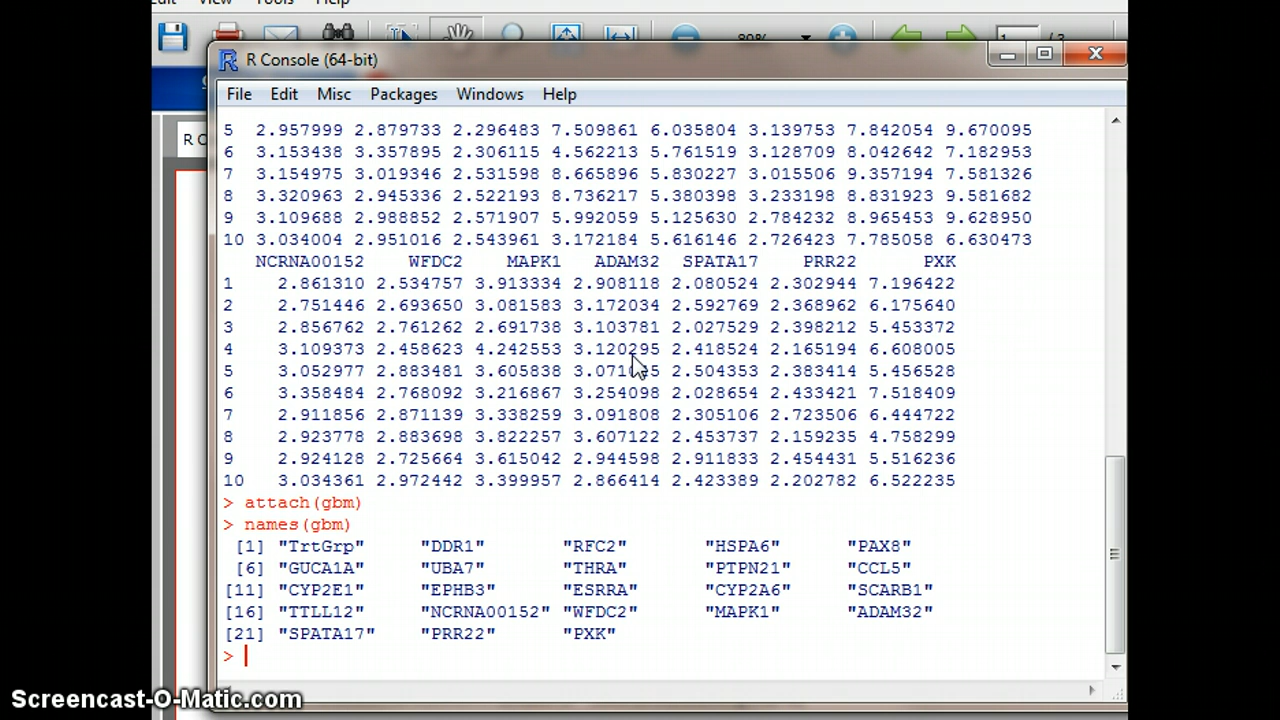 R Console (64-bit)
File Edit Misc Packages Windows Help
5 2.957999 2.879733 2.296483 7.509861 6.035804 3.139753 7.842054 9.670095
6 3.153438 3.357895 2.306115 4.562213 5.761519 3.128709 8.042642 7.182953
7 3.154975 3.019346 2.531598 8.665896 5.830227 3.015506 9.357194 7.581326
8 3.320963 2.945336 2.522193 8.736217 5.380398 3.233198 8.831923 9.581682
9 3.109688 2.988852 2.571907 5.992059 5.125630 2.784232 8.965453 9.628950
10 3.034004 2.951016 2.543961 3.172184 5.616146 2.726423 7.785058 6.630473
NCRNA00152 WFDC2 MAPK1 ADAM32 SPATA17 PRR22 PXK
1 2.861310 2.534757 3.913334 2.908118 2.080524 2.302944 7.196422
2 2.751446 2.693650 3.081583 3.172034 2.592769 2.368962 6.175640
3 2.856762 2.761262 2.691738 3.103781 2.027529 2.398212 5.453372
4 3.109373 2.458623 4.242553 3.120295 2.418524 2.165194 6.608005
5 3.052977 2.883481 3.605838 2.504353 2.383414 5.456528
6 3.358484 2.768092 3.216867 3.254098 2.028654 2.433421 7.518409
7 2.911856 2.871139 3.338259 3.091808 2.305106 2.723506 6.444722
8 2.923778 2.883698 3.822257 3.607122 2.453737 2.159235 4.758299
9 2.924128 2.725664 3.615042 2.944598 2.911833 2.454431 5.516236
10 3.034361 2.972442 3.399957 2.866414 2.423389 2.202782 6.522235
> attach(gbm)
> names(gbm)
[1] "TrtGrp" "DDR1" "RFC2" "HSPA6" "PAX8"
[6] "GUCA1A" "UBA7" "THRA" "PTPN21" "CCL5"
[11] "CYP2E1" "EPHB3" "ESRRA" "CYP2A6" "SCARB1"
[16] "TTLL12" "NCRNA00152" "WFDC2" "MAPK1" "ADAM32"
[21] "SPATA17" "PRR22" "PXK"
>
Screencast-O-Matic.com